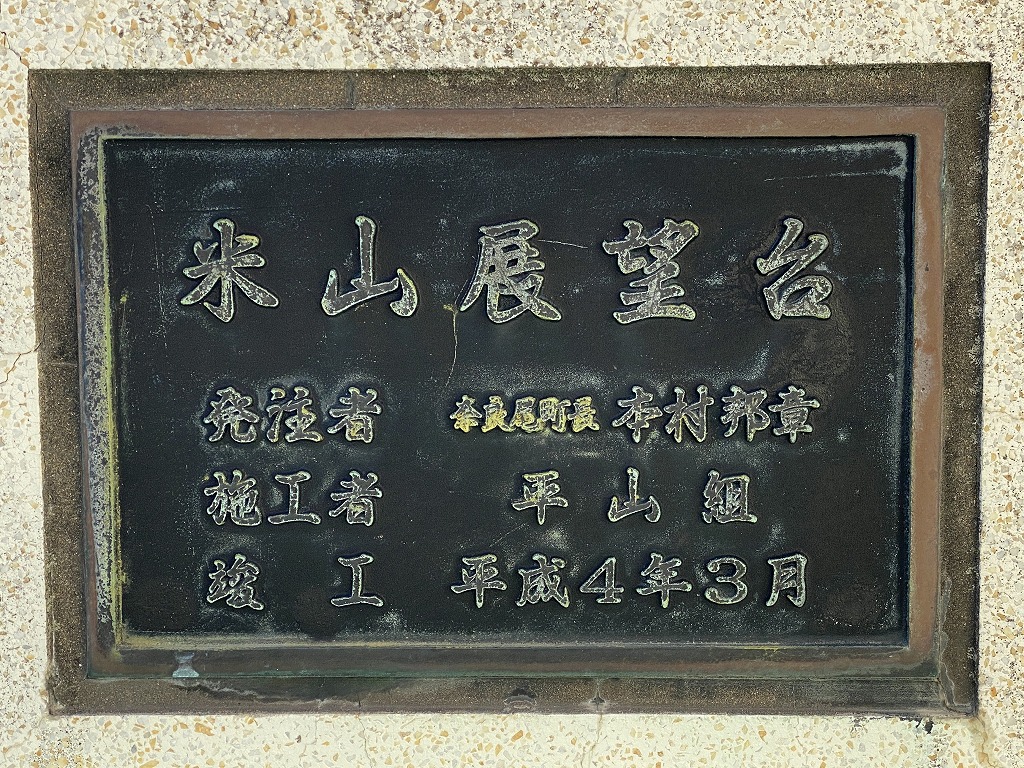 米山展望台
発注者 奈良尾町長 本村邦章
施工者 平山組
竣工 平成4年3月